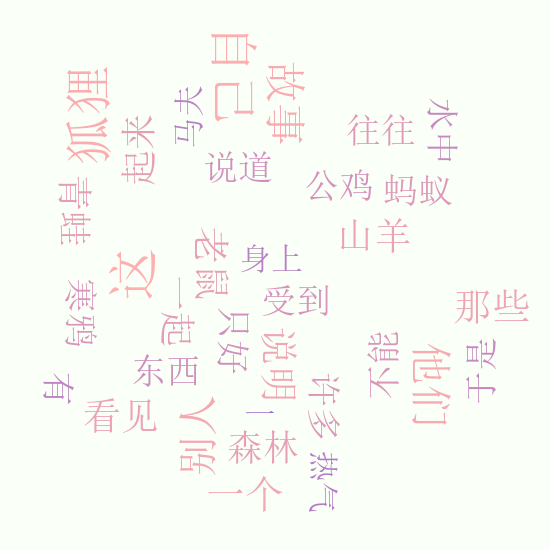 自己
故事
狐狸
马夫
水中
起来
往往
说道
公鸡
蚂蚁
青蛙
山羊
老鼠
身上
这
受到
那些
寒鸦
一起
只好
说明
不能
他们
于是
东西
有
看见
别人
一
许多
森林
热气
一个